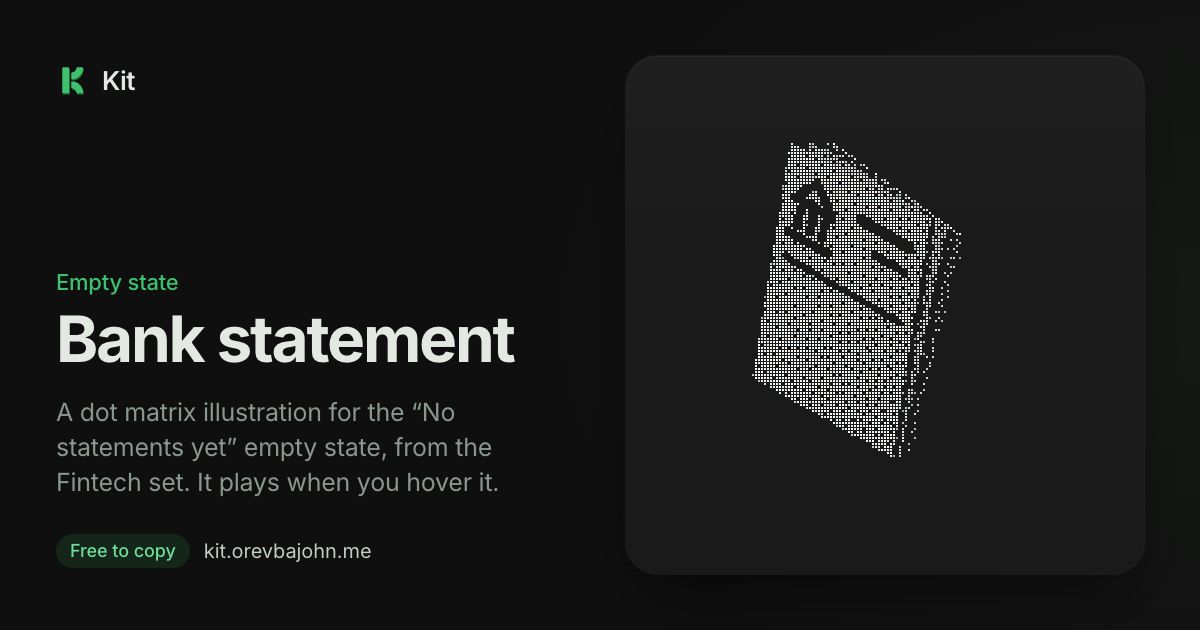 Kit
Empty state
Bank statement
A dot matrix illustration for the “No
statements yet” empty state, from the
Fintech set. It plays when you hover it.
Free to copy
kit.orevbajohn.me